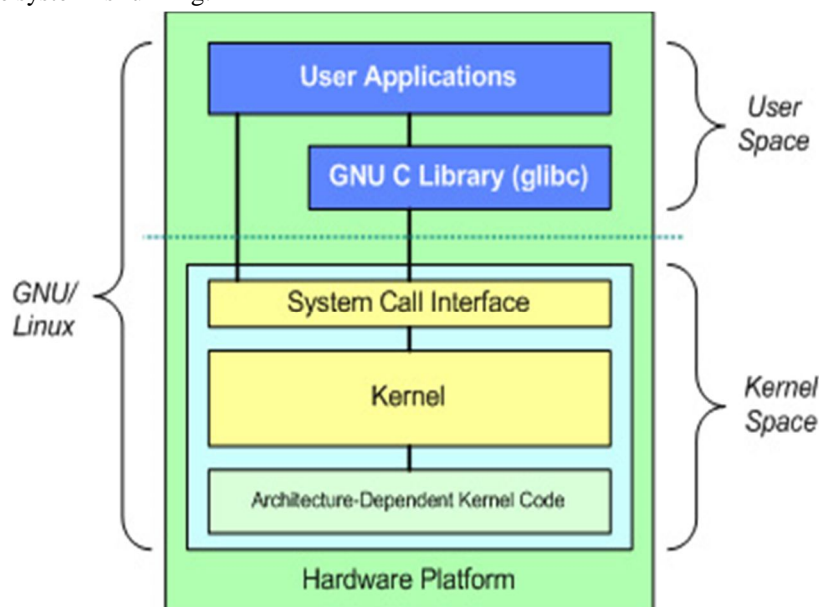 User Applications
User
Space
GNU C Library (glibc)
GNU/
Linux
System Call Interface
Kernel
Kernel
Space
Architecture-Dependent Kernel Code
Hardware Platform